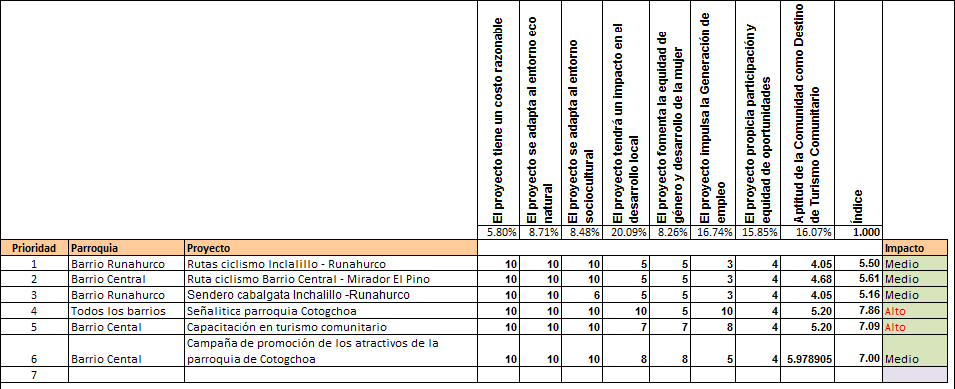 El proyecto tiene un costo razonable
El proyecto se adapta al entorno eco
natural
El proyecto se adapta al entorno
sociocultural
El proyecto tendrá un impacto en el
desarrollo local
El proyecto fomenta la equidad de
género y desarrollo de la mujer
El proyecto impulsa la Generación de
empleo
El proyecto propicia participación y
equidad de oportunidades
Aptitud de la Comunidad como Destino
de Turismo Comunitario
Índice
5.80% 8.71% 8.48% 20.09% 8.26% 16.74% 15.85% 16.07% 1.000
Prioridad Parroquia Proyecto Impacto
1 Barrio Runahurco Rutas ciclismo Inclalillo - Runahurco 10 10 10 5 5 3 4 4.05 5.50 Medio
2 Barrio Central Ruta ciclismo Barrio Central - Mirador El Pino 10 10 10 5 5 3 4 4.68 5.61 Medio
3 Barrio Runahurco Sendero cabalgata Inchalillo -Runahurco 10 10 6 5 5 3 4 4.05 5.16 Medio
4 Todos los barrios Señalitica parroquia Cotogchoa 10 10 10 10 5 10 4 5.20 7.86 Alto
5 Barrio Cental Capacitación en turismo comunitario 10 10 10 7 7 8 4 5.20 7.09 Alto
Campaña de promoción de los atractivos de la
6 Barrio Cental parroquia de Cotogchoa 10 10 10 8 8 5 4 5.978905 7.00 Medio
7